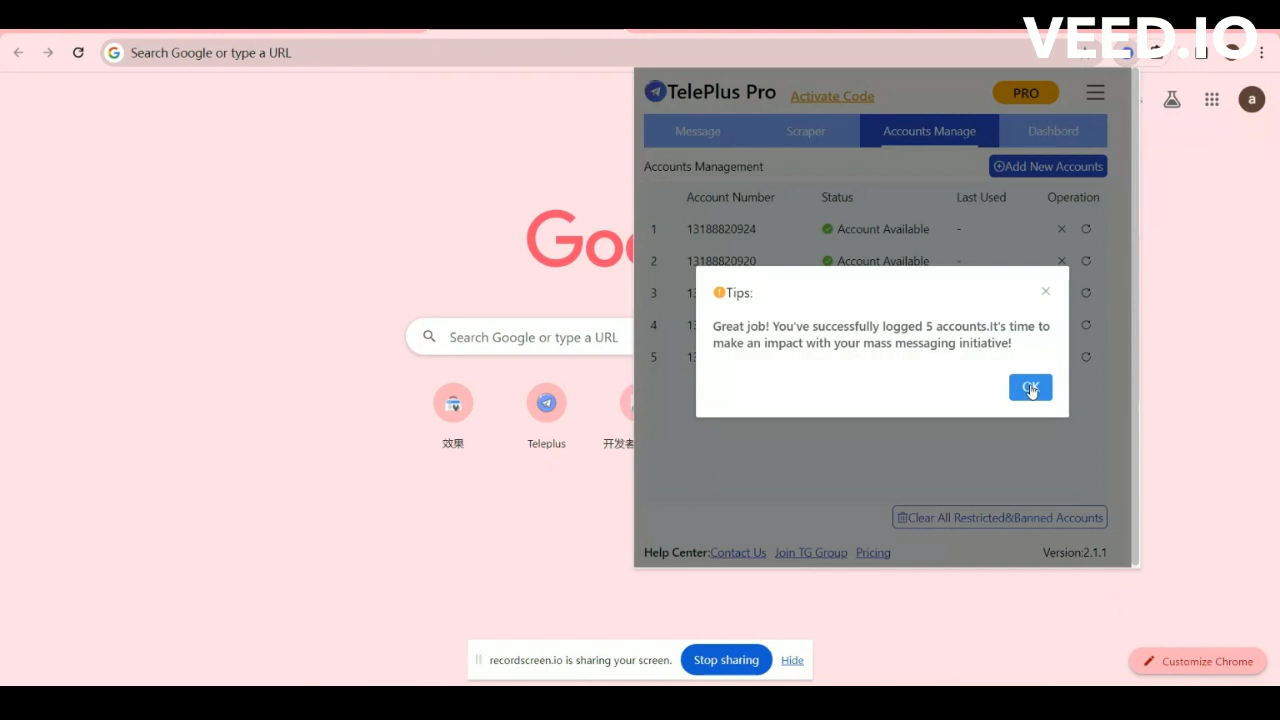 VEED.IO
Search Google or type a URL
TelePlus Pro
Activate Code
PRO
a
Message
Scraper
Accounts Manage
Dashbord
Accounts Management
Add New Accounts
Account Number
Status
Last Used
Operation
1
13188820924
Account Available
-
2
13188820920
Account Available
-
3
4
5
Tips:
Great job! You've successfully logged 5 accounts.It's time to
make an impact with your mass messaging initiative!
OK
Goo
Search Google or type a URL
效果
Teleplus
开发者
Clear All Restricted&Banned Accounts
Help Center:Contact Us Join TG Group Pricing
Version:2.1.1
recordscreen.io is sharing your screen.
Stop sharing
Hide
Customize Chrome